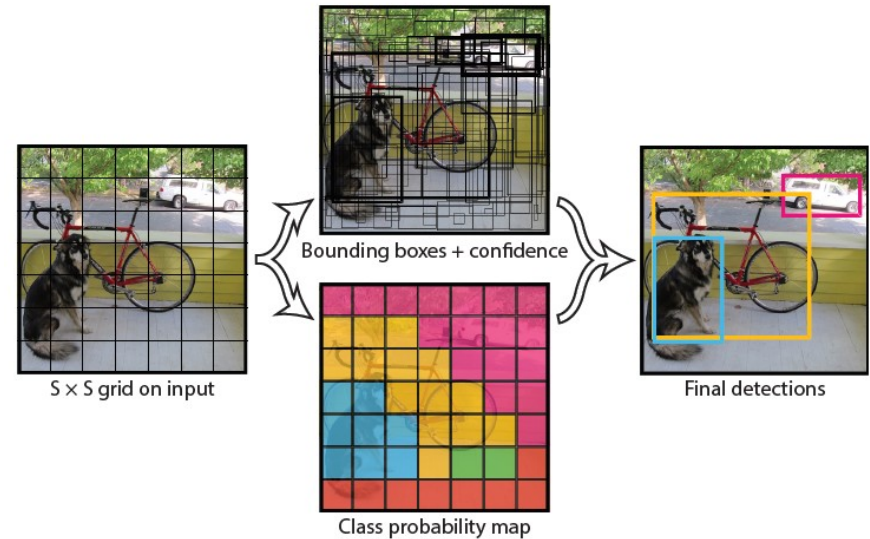 S × S grid on input
Bounding boxes + confidence
Class probability map
Final detections